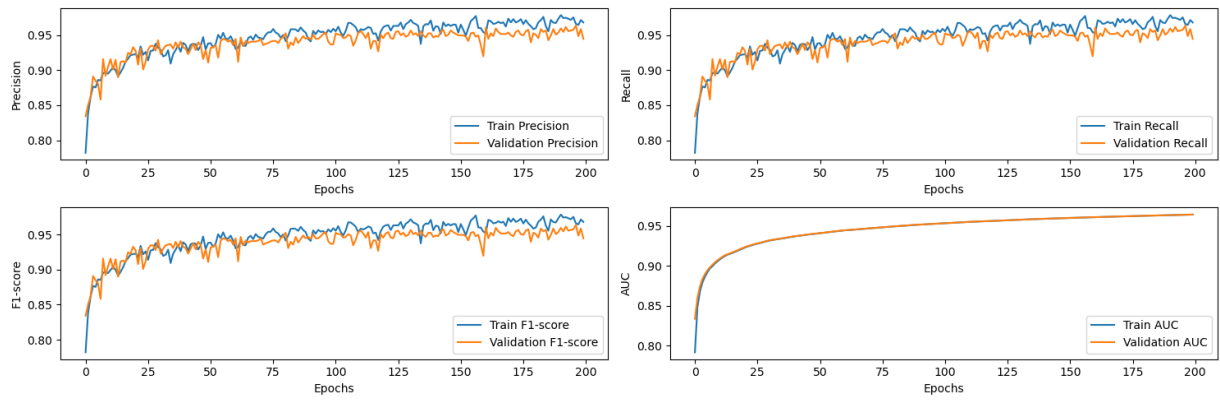 Precision
0.95
0.90
0.85
0.80
Train Precision
Validation Precision
0 25 50 75 100 125 150 175 200
Epochs
Recall
0.95
0.90
0.85
0.80
Train Recall
Validation Recall
0 25 50 75 100 125 150 175 200
Epochs
F1-score
0.95
0.90
0.85
0.80
Train F1-score
Validation F1-score
0 25 50 75 100 125 150 175 200
Epochs
AUC
0.95
0.90
0.85
0.80
Train AUC
Validation AUC
0 25 50 75 100 125 150 175 200
Epochs